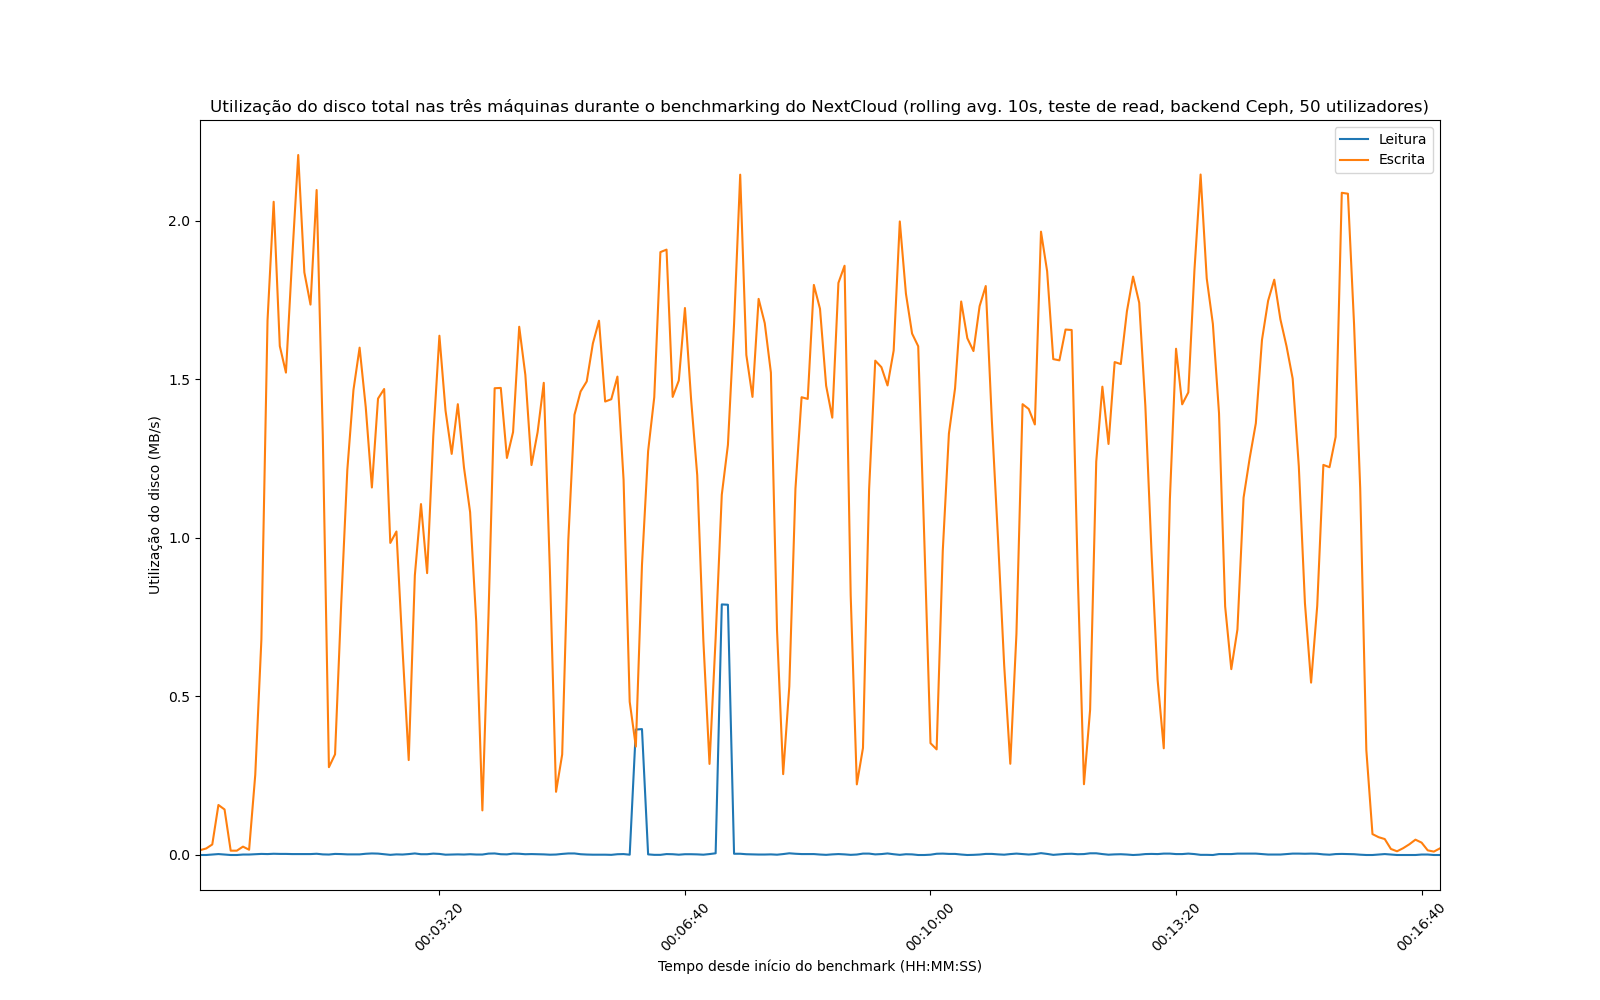 Utilização do disco total nas três máquinas durante o benchmarking do NextCloud (rolling avg. 10s, teste de read, backend Ceph, 50 utilizadores)
Leitura
Escrita
Utilização do disco (MB/s)
2.0
1.5
1.0
0.5
0.0
00:03:20
00:06:40
00:10:00
00:13:20
00:16:40
Tempo desde início do benchmark (HH:MM:SS)